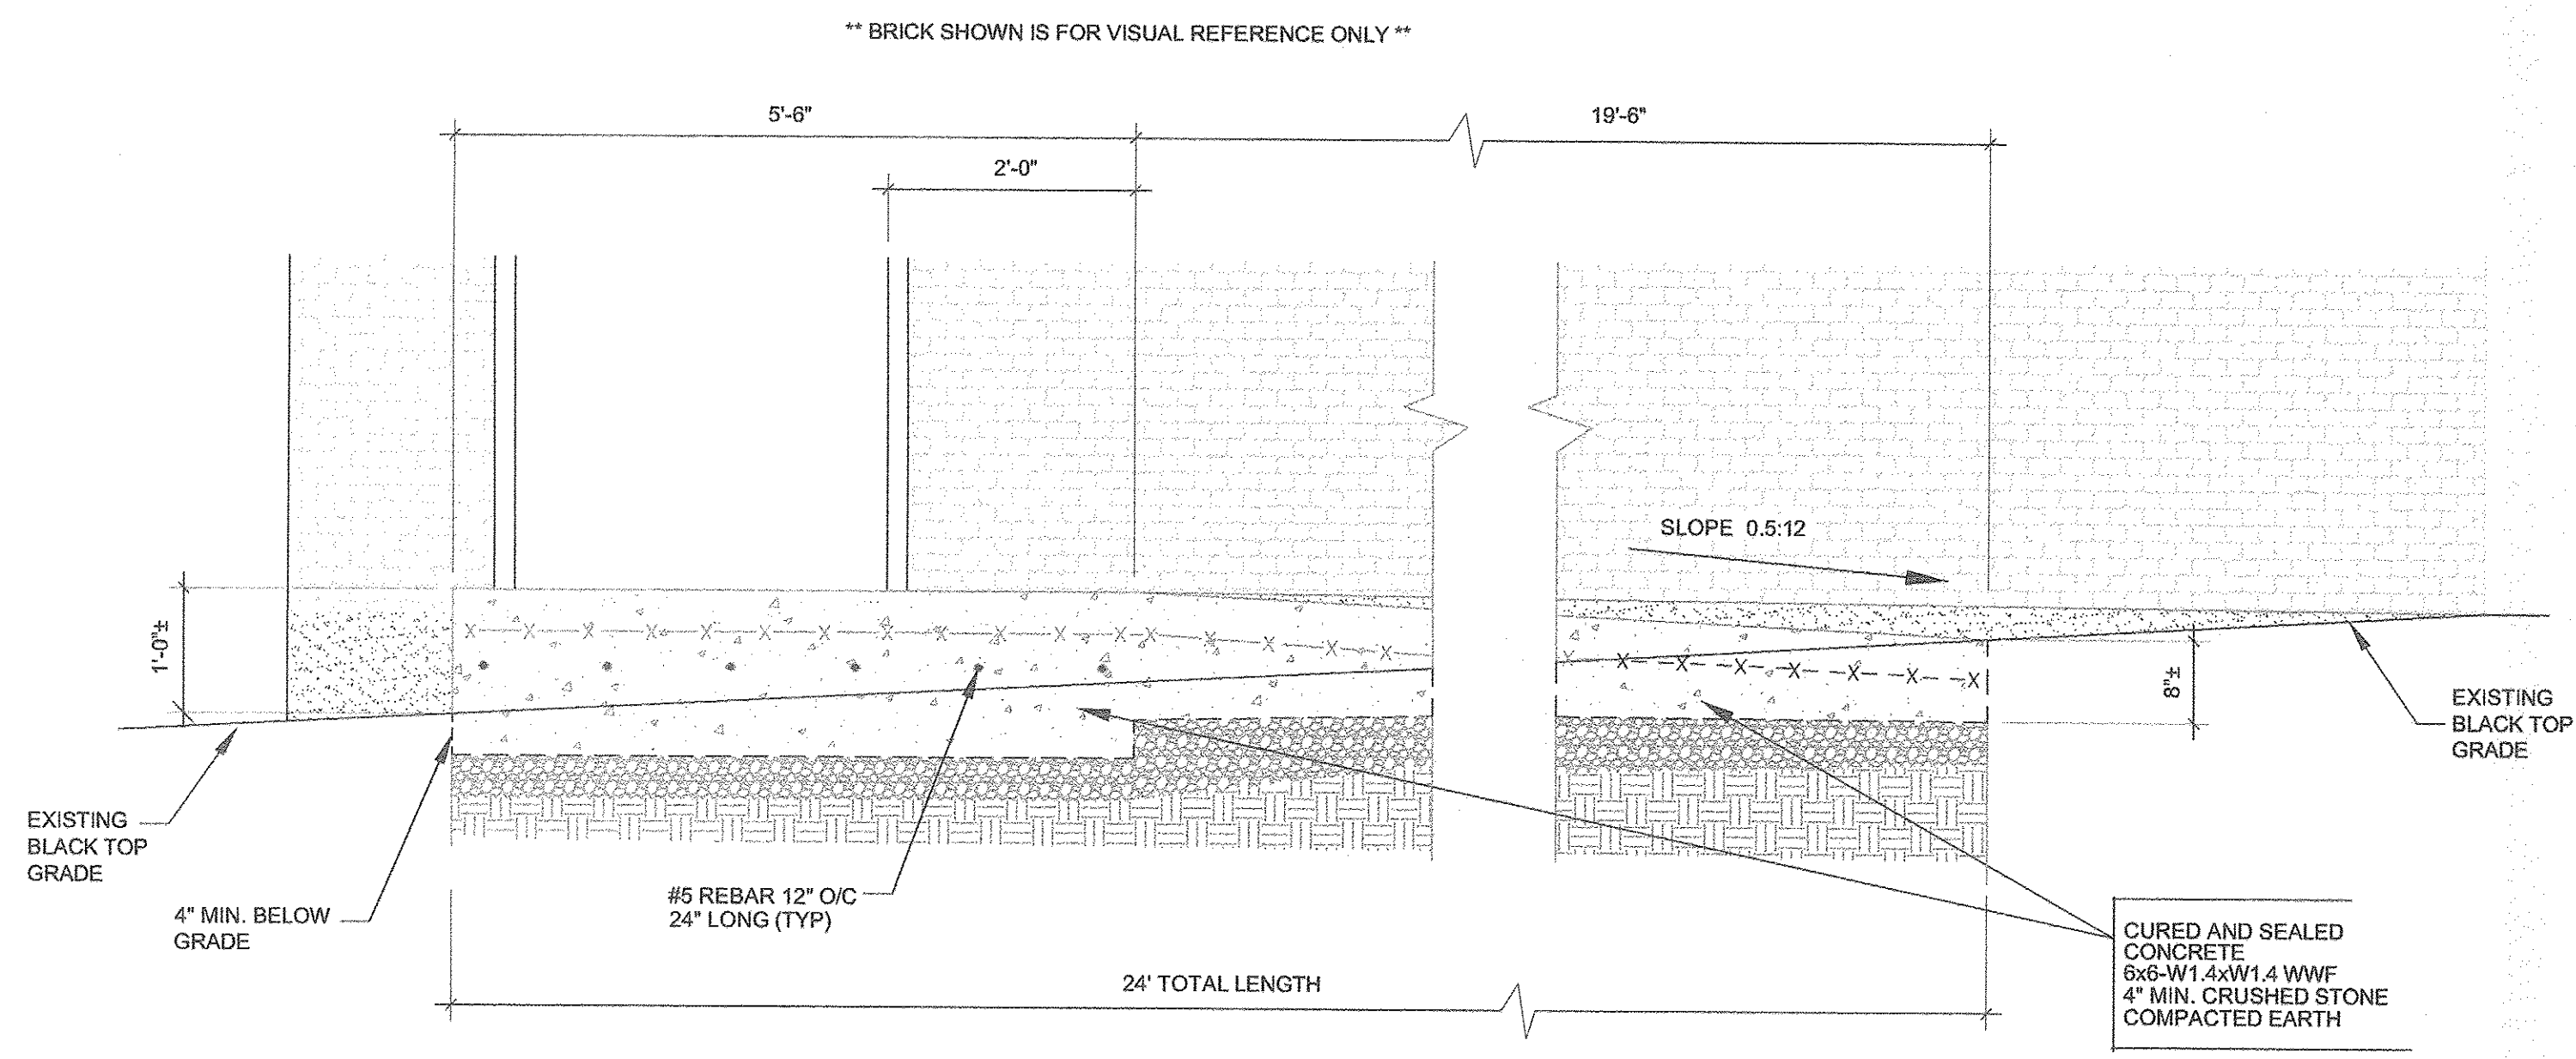 ** BRICK SHOWN IS FOR VISUAL REFERENCE ONLY **
5'-6"
19'-6"
2'-0"
SLOPE 0.5:12
1'-0"±
8"±
EXISTING
BLACK TOP
GRADE
EXISTING
BLACK TOP
GRADE
4" MIN. BELOW
GRADE
#5 REBAR 12" O/C
24" LONG (TYP)
24' TOTAL LENGTH
CURED AND SEALED
CONCRETE
6x6-W1.4xW1.4 WWF
4" MIN. CRUSHED STONE
COMPACTED EARTH